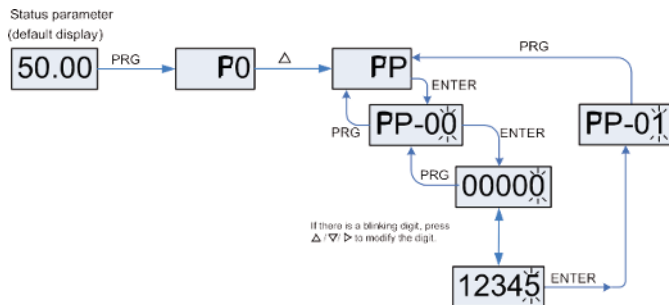 Status parameter
(default display)
50.00
PRG
P0
△
PP
ENTER
PRG
PRG
PP-00
ENTER
PP-01
PRG
00000
If there is a blinking digit, press
△ /▽/ ▷ to modify the digit.
12345
ENTER